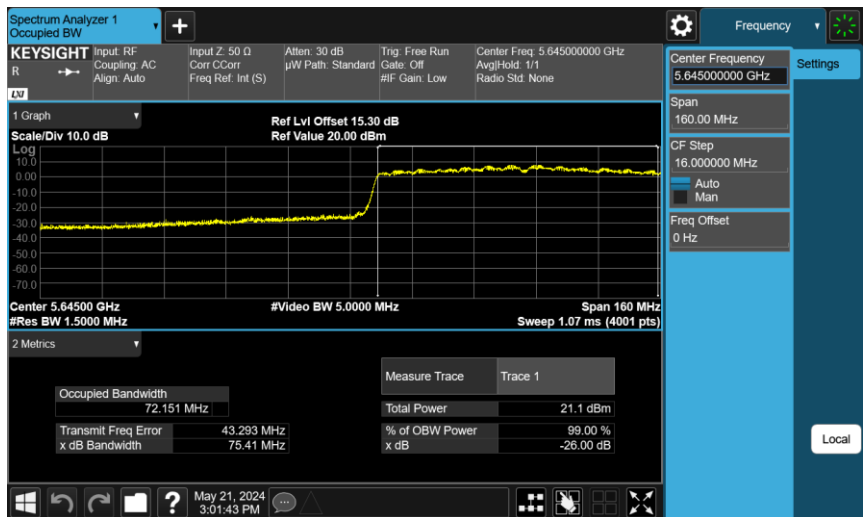 Spectrum Analyzer 1
Occupied BW
+
Frequency
KEYSIGHT
R
LXI
Input: RF
Coupling: AC
Align: Auto
Input Z: 50 Ω
Corr CCorr
Freq Ref: Int (S)
Atten: 30 dB
µW Path: Standard
Trig: Free Run
Gate: Off
#IF Gain: Low
Center Freq: 5.645000000 GHz
Avg|Hold: 1/1
Radio Std: None
Center Frequency
5.645000000 GHz
Settings
Span
160.00 MHz
CF Step
16.000000 MHz
Auto
Man
Freq Offset
0 Hz
Local
1 Graph
Scale/Div 10.0 dB
Ref Lvl Offset 15.30 dB
Ref Value 20.00 dBm
Log
10.0
0.00
-10.0
-20.0
-30.0
-40.0
-50.0
-60.0
-70.0
Center 5.64500 GHz
#Video BW 5.0000 MHz
Span 160 MHz
#Res BW 1.5000 MHz
Sweep 1.07 ms (4001 pts)
2 Metrics
Measure Trace Trace 1
Occupied Bandwidth
72.151 MHz
Total Power 21.1 dBm
Transmit Freq Error 43.293 MHz
% of OBW Power 99.00 %
x dB Bandwidth 75.41 MHz
x dB -26.00 dB
?
May 21, 2024
3:01:43 PM